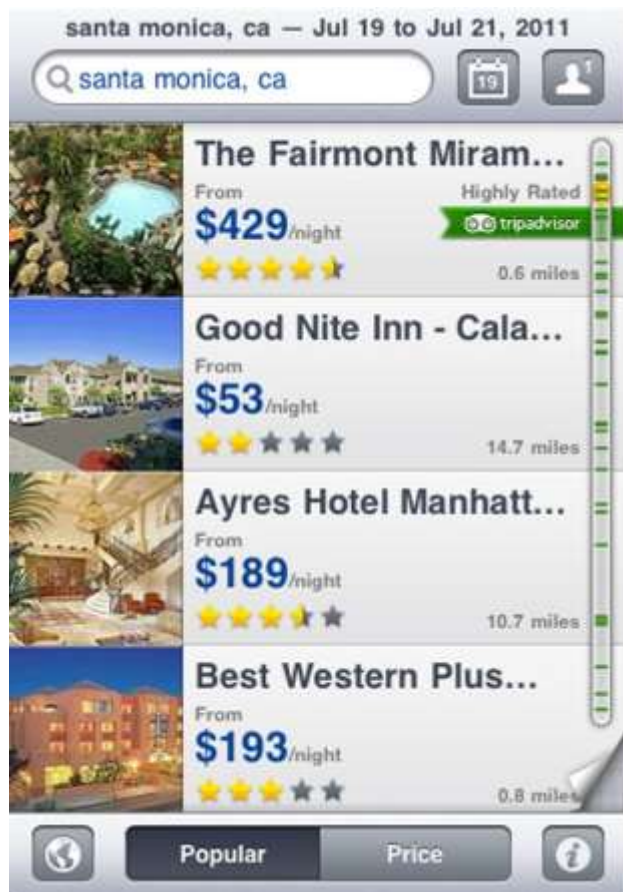 santa monica, ca — Jul 19 to Jul 21, 2011
santa monica, ca
19
1
The Fairmont Miram...
From
Highly Rated
$429/night
tripadvisor
0.6 miles
Good Nite Inn - Cala...
From
$53/night
14.7 miles
Ayres Hotel Manhatt...
From
$189/night
10.7 miles
Best Western Plus...
From
$193/night
0.8 miles
Popular
Price
i